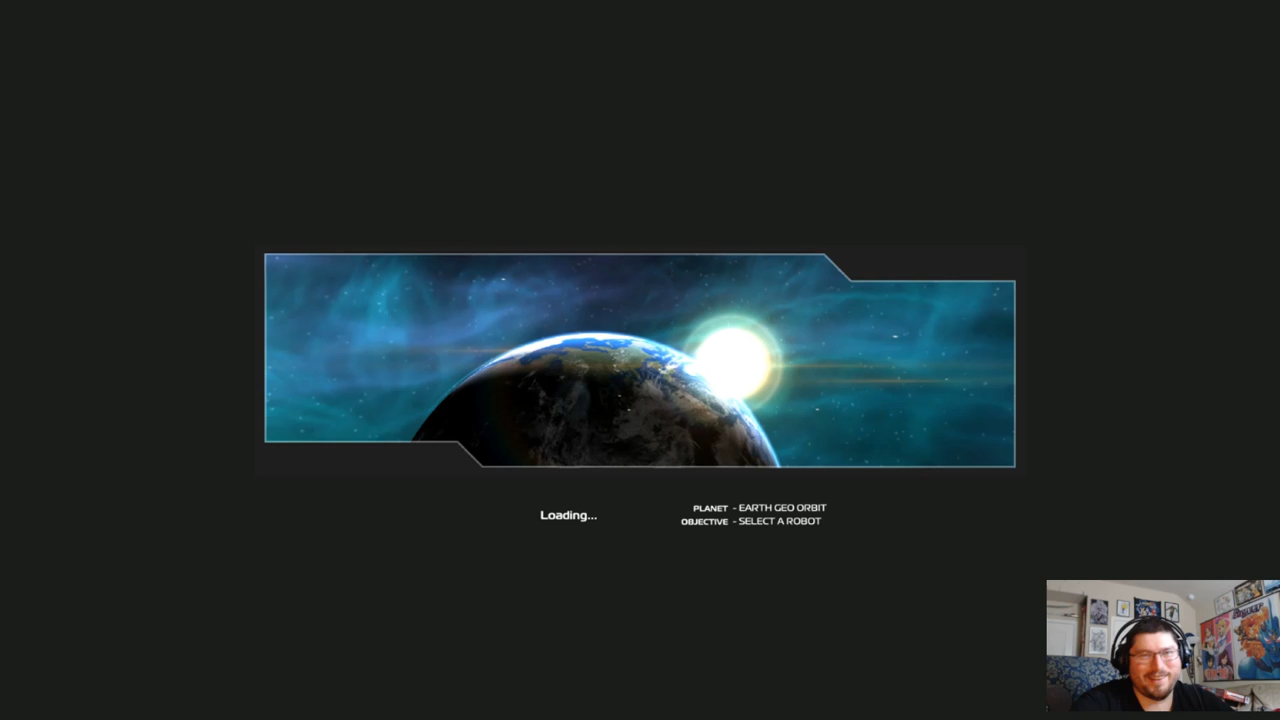 Loading...
PLANET - EARTH GEO ORBIT
OBJECTIVE - SELECT A ROBOT